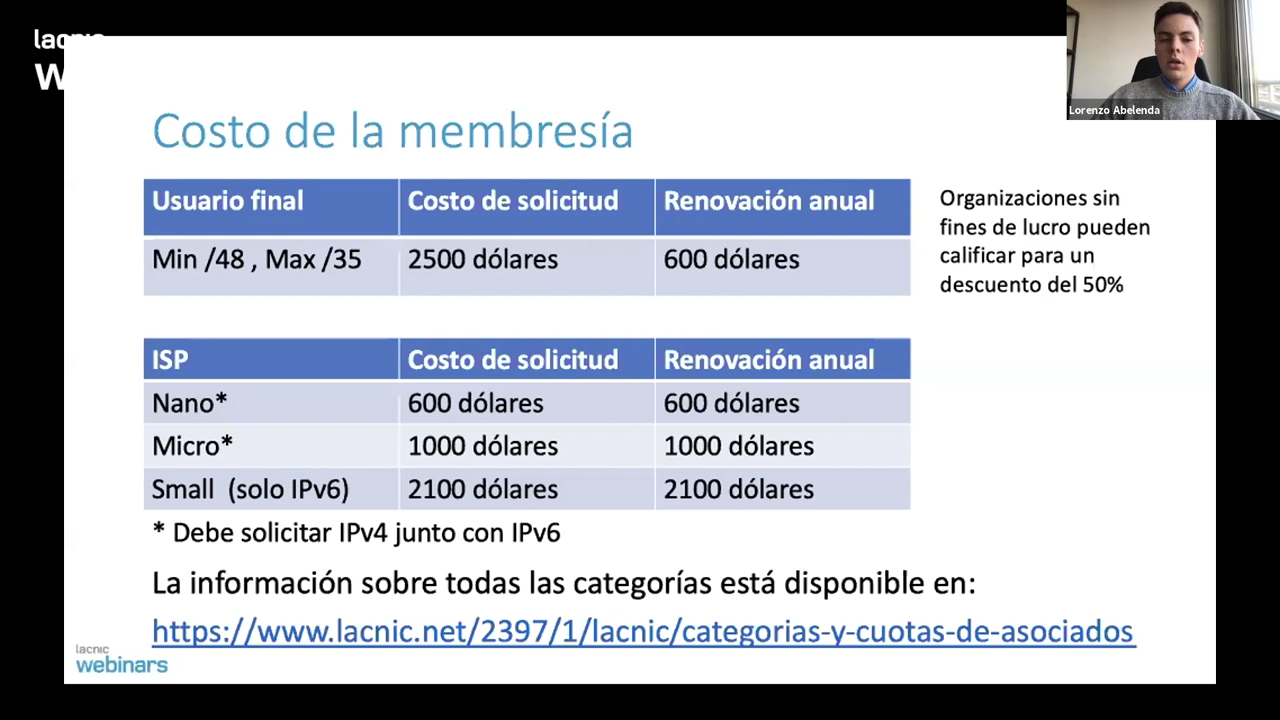 lacnic
W
Lorenzo Abelenda
Costo de la membresía
Usuario final Costo de solicitud Renovación anual
Min /48 , Max /35 2500 dólares 600 dólares
Organizaciones sin
fines de lucro pueden
calificar para un
descuento del 50%
ISP Costo de solicitud Renovación anual
Nano* 600 dólares 600 dólares
Micro* 1000 dólares 1000 dólares
Small (solo IPv6) 2100 dólares 2100 dólares
* Debe solicitar IPv4 junto con IPv6
La información sobre todas las categorías está disponible en:
https://www.lacnic.net/2397/1/lacnic/categorias-y-cuotas-de-asociados
lacnic
webinars